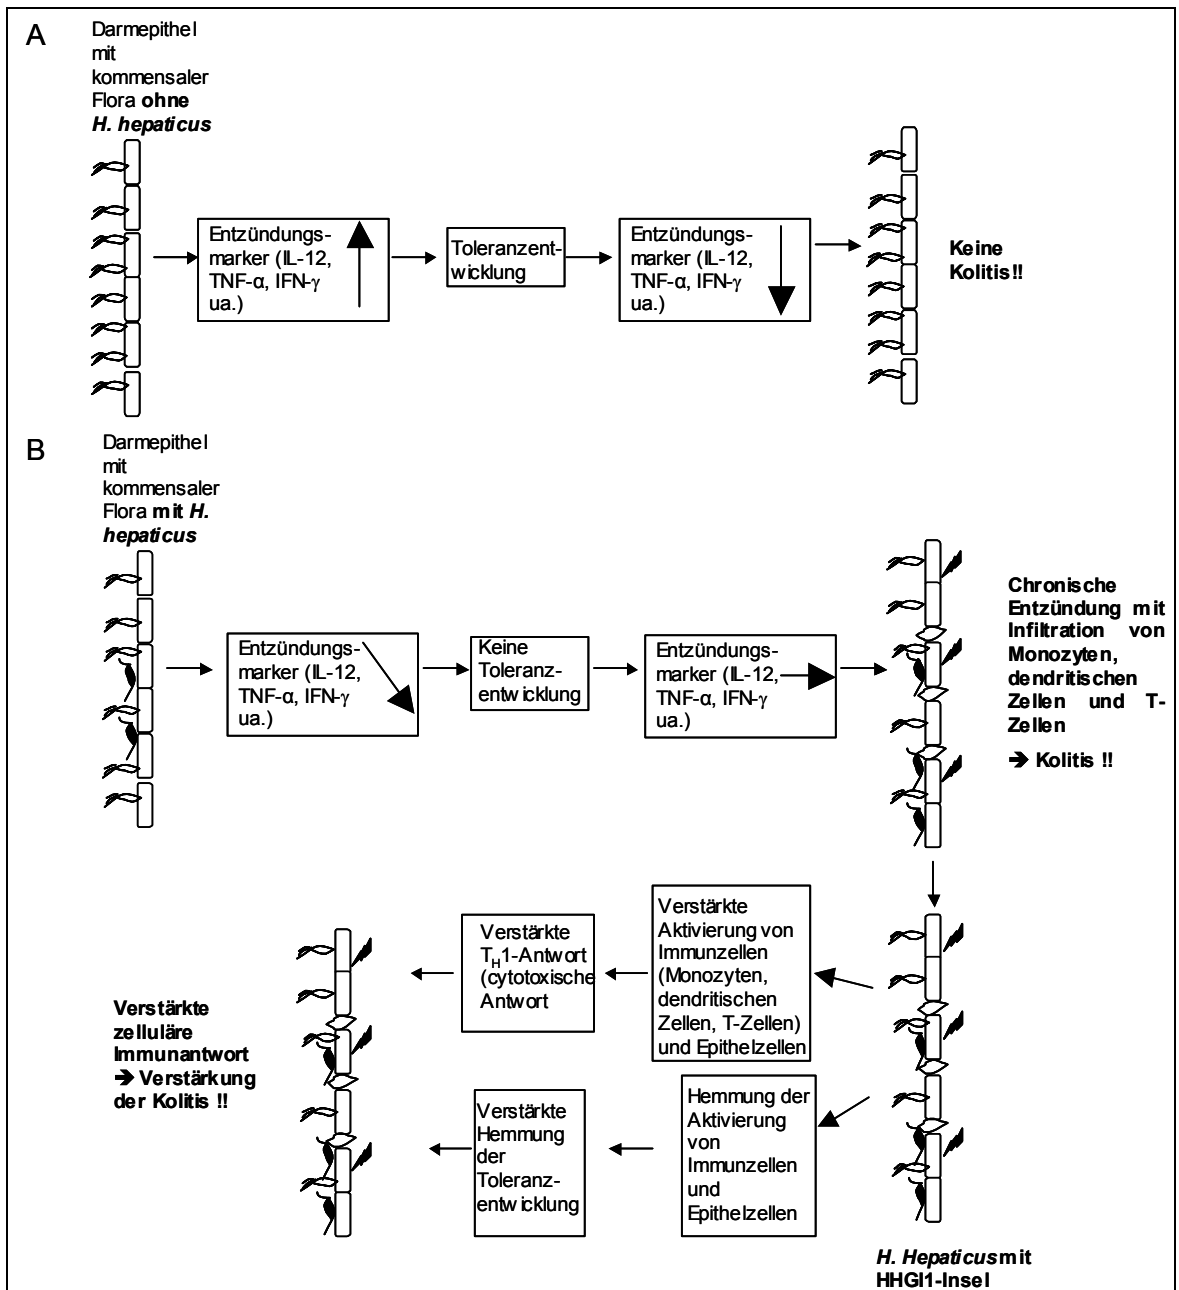 A
Darmepithel
mit
kommensaler
Flora ohne
H. hepaticus
Entzündungs-
marker (IL-12,
TNF-α, IFN-γ
ua.)
Toleranzent-
wicklung
Entzündungs-
marker (IL-12,
TNF-α, IFN-γ
ua.)
Keine
Kolitis!!
B
Darmepithel
mit
kommensaler
Flora mit H.
hepaticus
Entzündungs-
marker (IL-12,
TNF-α, IFN-γ
ua.)
Keine
Toleranz-
entwicklung
Entzündungs-
marker (IL-12,
TNF-α, IFN-γ
ua.)
Chronische
Entzündung mit
Infiltration von
Monozyten,
dendritischen
Zellen und T-
Zellen
➔ Kolitis !!
Verstärkte
zelluläre
Immunantwort
➔ Verstärkung
der Kolitis !!
Verstärkte
TH1-Antwort
(cytotoxische
Antwort
Verstärkte
Aktivierung von
Immunzellen
(Monozyten,
dendritischen
Zellen, T-Zellen)
und Epithelzellen
Verstärkte
Hemmung
der
Toleranz-
entwicklung
Hemmung der
Aktivierung
von
Immunzellen
und
Epithelzellen
H. Hepaticus mit
HHGI1-Insel